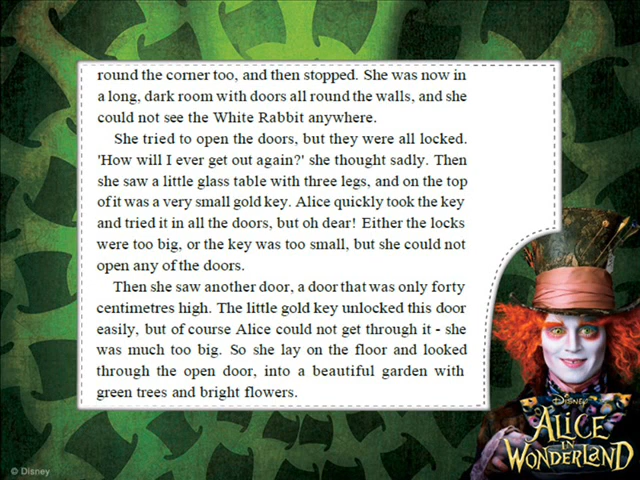 round the corner too, and then stopped. She was now in
a long, dark room with doors all round the walls, and she
could not see the White Rabbit anywhere.
She tried to open the doors, but they were all locked.
'How will I ever get out again?' she thought sadly. Then
she saw a little glass table with three legs, and on the top
of it was a very small gold key. Alice quickly took the key
and tried it in all the doors, but oh dear! Either the locks
were too big, or the key was too small, but she could not
open any of the doors.
Then she saw another door, a door that was only forty
centimetres high. The little gold key unlocked this door
easily, but of course Alice could not get through it - she
was much too big. So she lay on the floor and looked
through the open door, into a beautiful garden with
green trees and bright flowers.
DISNEY
ALICE
IN
WONDERLAND
© Disney